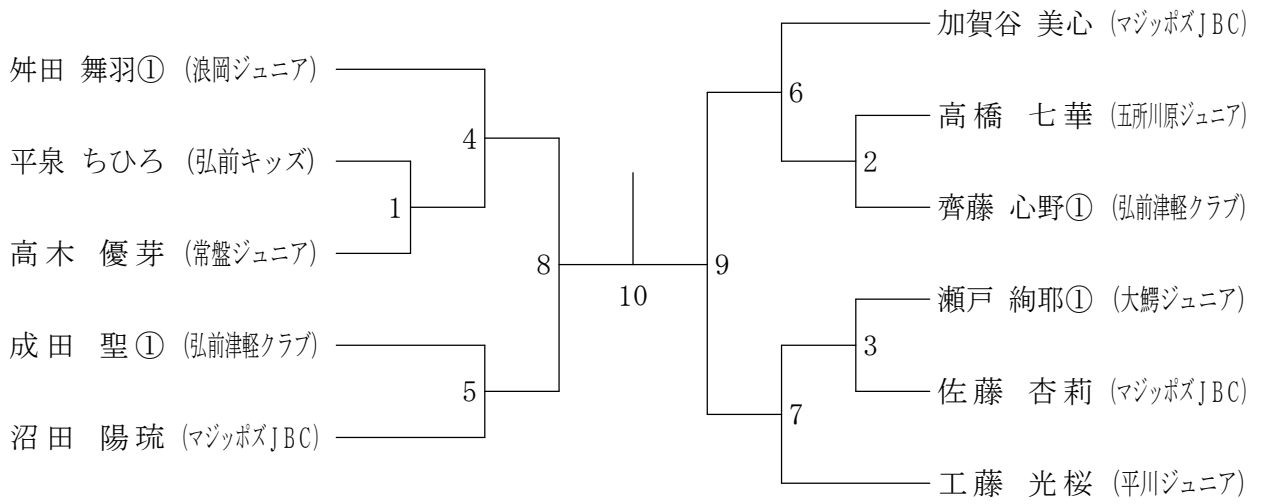 舛田 舞羽① (浪岡ジュニア)
平泉 ちひろ (弘前キッズ)
高木 優芽 (常盤ジュニア)
成田 聖① (弘前津軽クラブ)
沼田 陽琉 (マジッポズJBC)
1
4
5
8
10
9
6
2
3
7
加賀谷 美心 (マジッポズJBC)
高橋 七華 (五所川原ジュニア)
齊藤 心野① (弘前津軽クラブ)
瀬戸 絢耶① (大鰐ジュニア)
佐藤 杏莉 (マジッポズJBC)
工藤 光桜 (平川ジュニア)